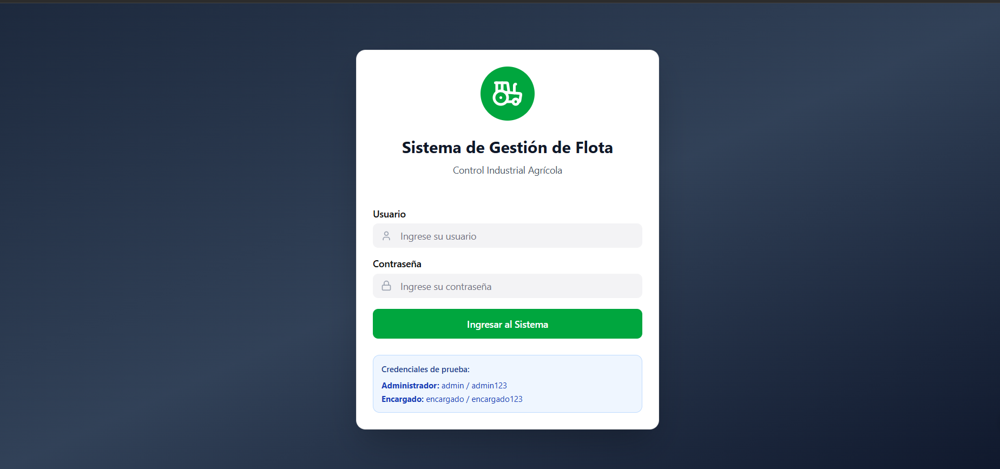 Sistema de Gestión de Flota
Control Industrial Agrícola
Usuario
Ingrese su usuario
Contraseña
Ingrese su contraseña
Ingresar al Sistema
Credenciales de prueba:
Administrador: admin / admin123
Encargado: encargado / encargado123